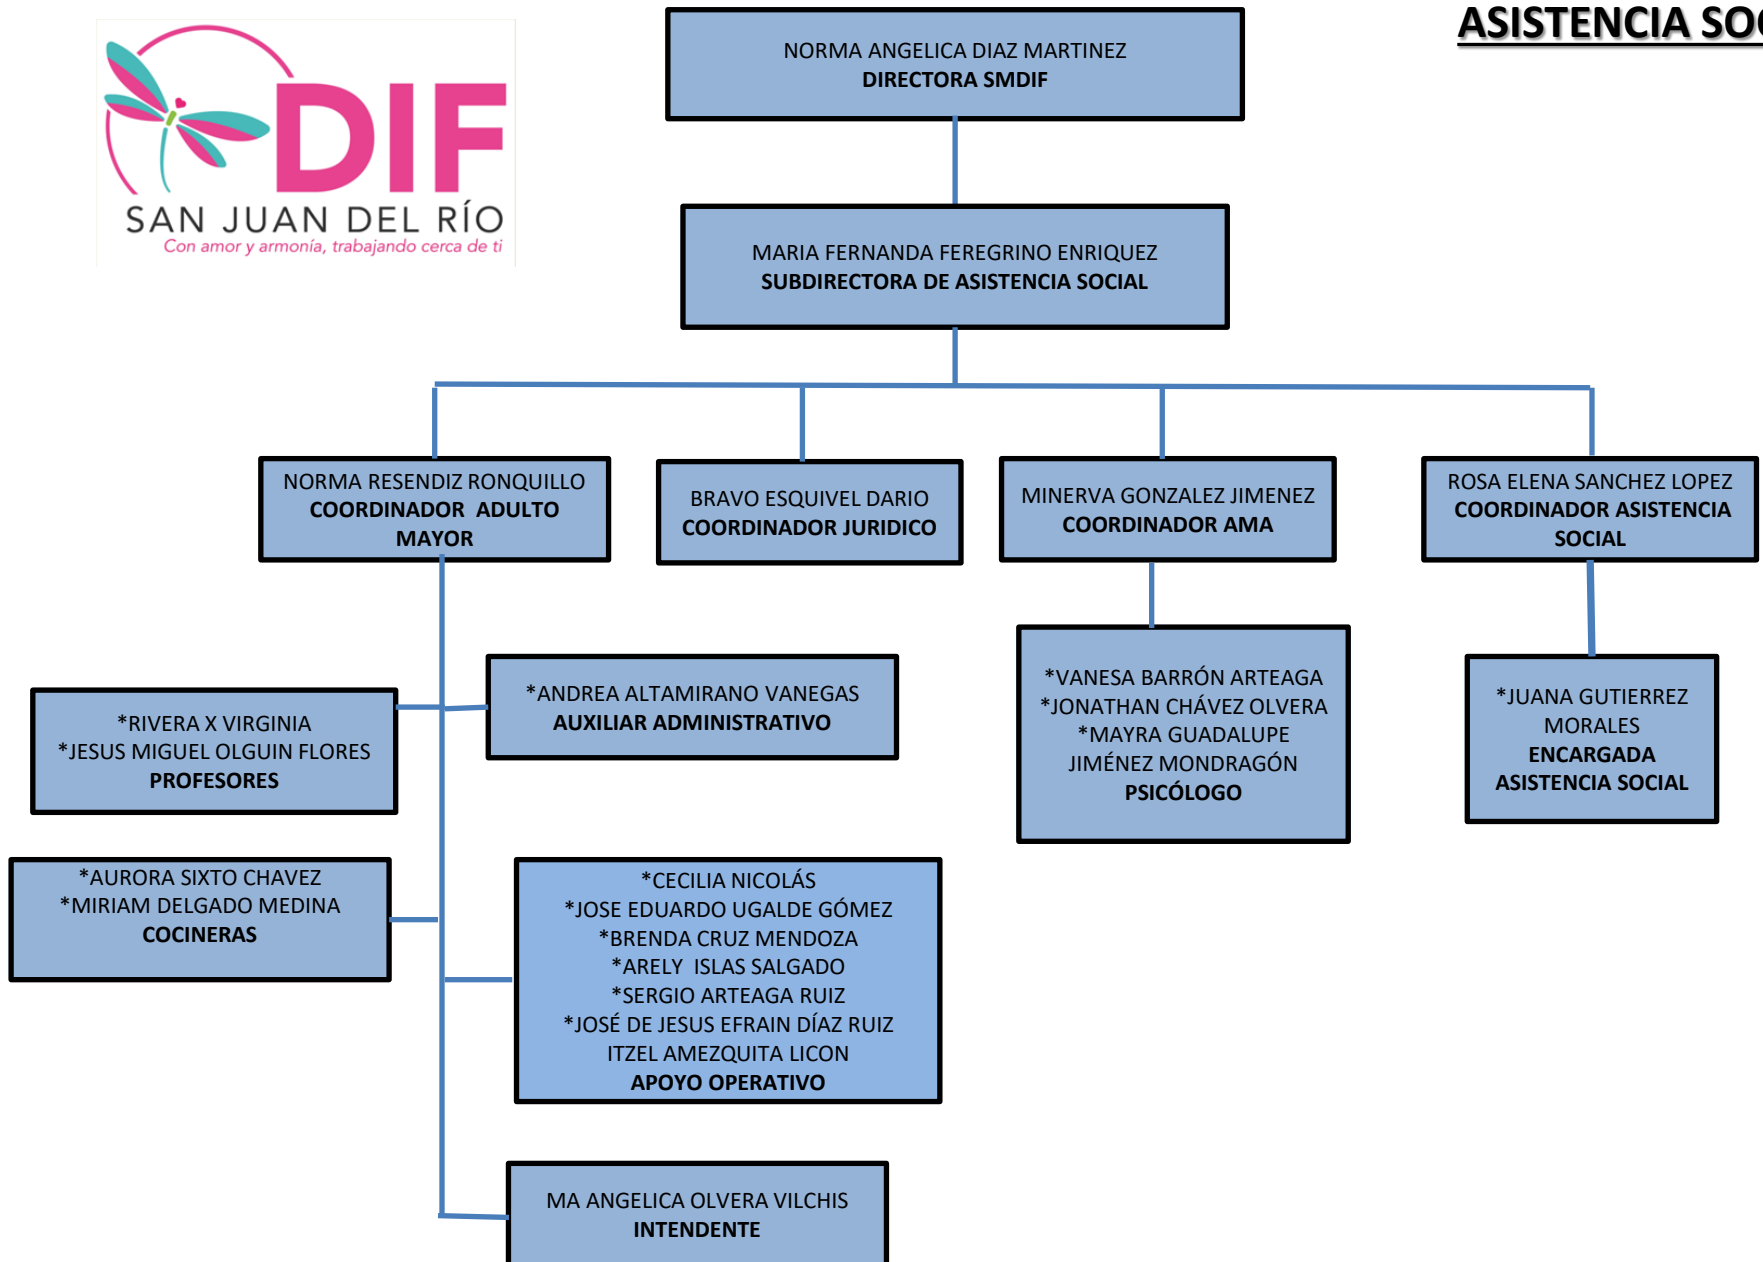 ASISTENCIA
DIF
SAN JUAN DEL RÍO
Con amor y armonía, trabajando cerca de ti
NORMA ANGELICA DIAZ MARTINEZ
DIRECTORA SMDIF
MARIA FERNANDA FEREGRINO ENRIQUEZ
SUBDIRECTORA DE ASISTENCIA SOCIAL
NORMA RESENDIZ RONQUILLO
COORDINADOR  ADULTO
MAYOR
BRAVO ESQUIVEL DARIO
COORDINADOR JURIDICO
MINERVA GONZALEZ JIMENEZ
COORDINADOR AMA
ROSA ELENA SANCHEZ LOPEZ
COORDINADOR ASISTENCIA
SOCIAL
*RIVERA X VIRGINIA
*JESUS MIGUEL OLGUIN FLORES
PROFESORES
*ANDREA ALTAMIRANO VANEGAS
AUXILIAR ADMINISTRATIVO
*VANESA BARRÓN ARTEAGA
*JONATHAN CHÁVEZ OLVERA
*MAYRA GUADALUPE
JIMÉNEZ MONDRAGÓN
PSICÓLOGO
*JUANA GUTIERREZ
MORALES
ENCARGADA
ASISTENCIA SOCIAL
*AURORA SIXTO CHAVEZ
*MIRIAM DELGADO MEDINA
COCINERAS
*CECILIA NICOLÁS
*JOSE EDUARDO UGALDE GÓMEZ
*BRENDA CRUZ MENDOZA
*ARELY  ISLAS SALGADO
*SERGIO ARTEAGA RUIZ
*JOSÉ DE JESUS EFRAIN DÍAZ RUIZ
ITZEL AMEZQUITA LICON
APOYO OPERATIVO
MA ANGELICA OLVERA VILCHIS
INTENDENTE